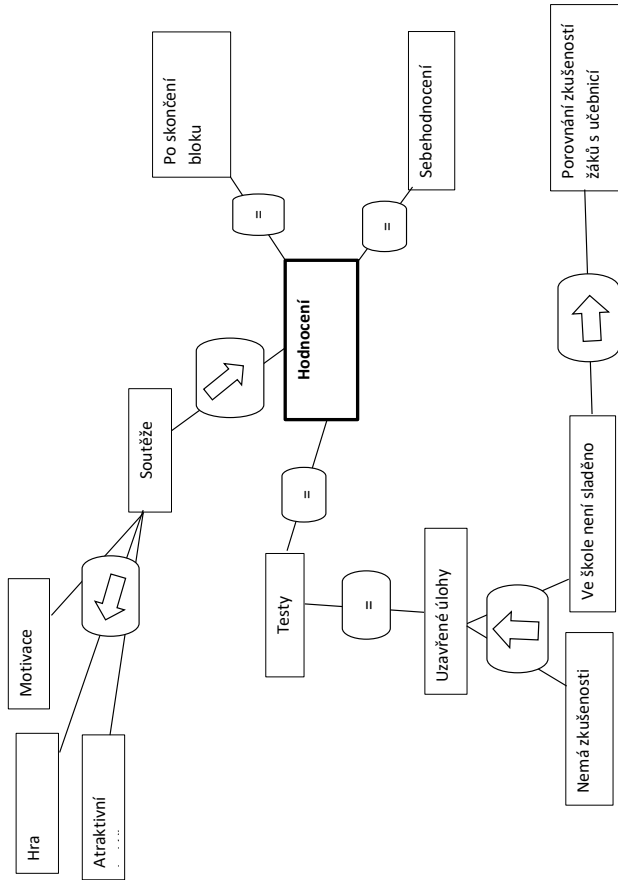 Hra
Motivace
Atraktivní
Soutěže
Po skončení
bloku
=
Hodnocení
=
Sebehodnocení
=
Testy
=
Uzavřené úlohy
Nemá zkušenosti
Ve škole není sladěno
Porovnání zkušeností
žáků s učebnicí